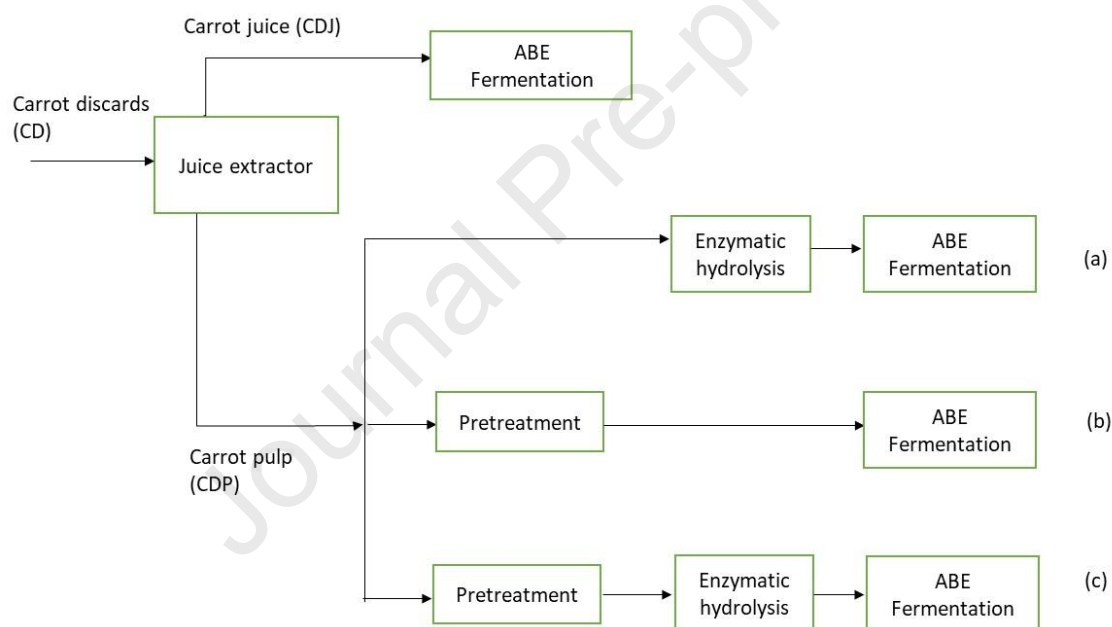 Carrot juice (CDJ)
ABE
Fermentation
Carrot discards
(CD)
Juice extractor
Enzymatic
hydrolysis
ABE
Fermentation
(a)
Pretreatment
ABE
Fermentation
(b)
Carrot pulp
(CDP)
Pretreatment
Enzymatic
hydrolysis
ABE
Fermentation
(c)
Journal Pre-pr